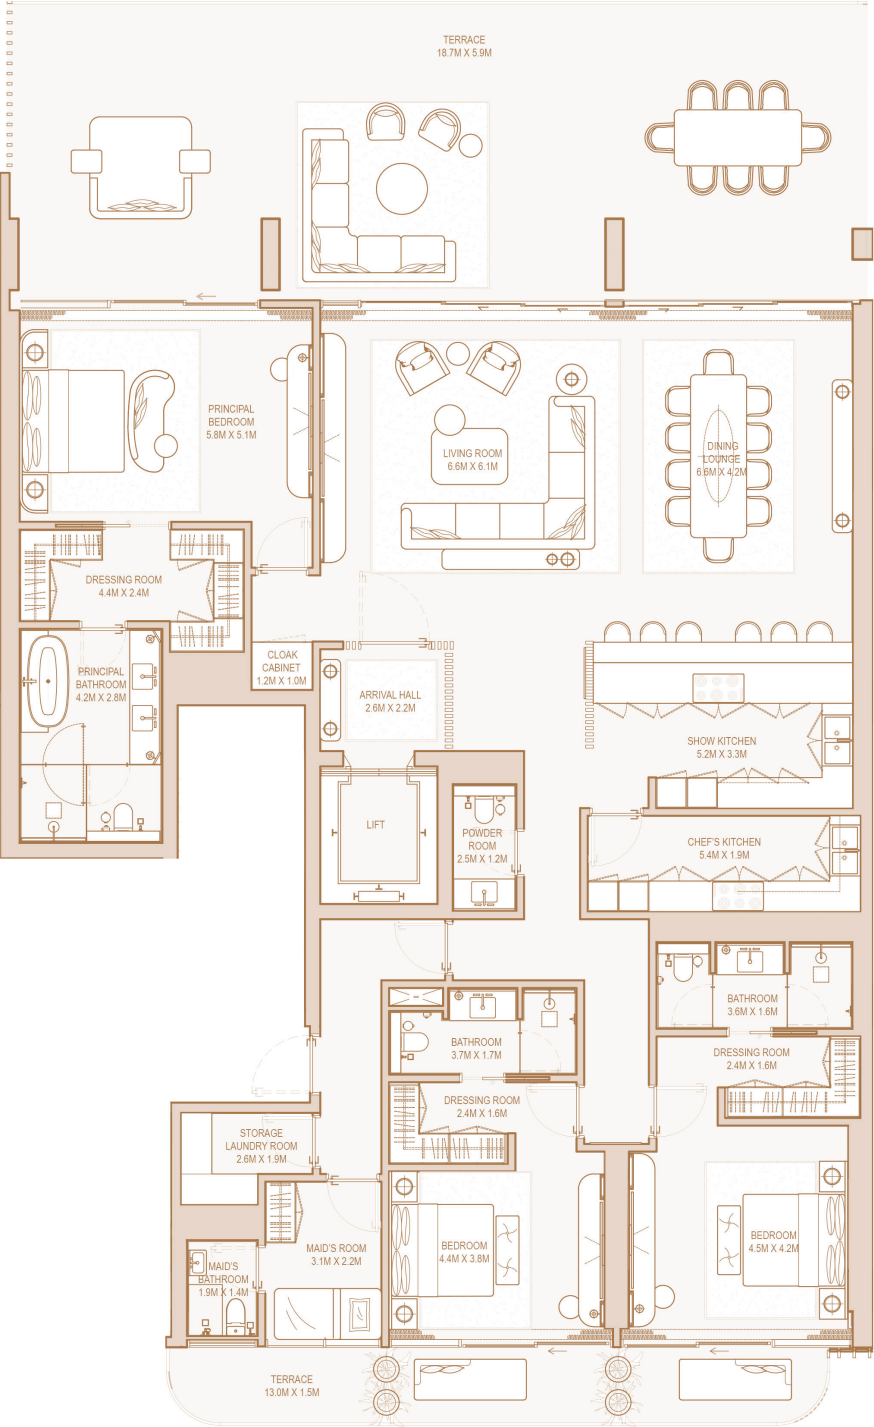 TERRACE
18.7M X 5.9M
PRINCIPAL
BEDROOM
5.8M X 5.1M
LIVING ROOM
6.6M X 6.1M
DINING
LOUNGE
6.6M X 4.2M
DRESSING ROOM
4.4M X 2.4M
CLOAK
CABINET
1.2M X 1.0M
PRINCIPAL
BATHROOM
4.2M X 2.8M
ARRIVAL HALL
2.6M X 2.2M
SHOW KITCHEN
5.2M X 3.3M
LIFT
POWDER
ROOM
2.5M X 1.2M
CHEF'S KITCHEN
5.4M X 1.9M
BATHROOM
3.6M X 1.6M
BATHROOM
3.7M X 1.7M
DRESSING ROOM
2.4M X 1.6M
DRESSING ROOM
2.4M X 1.6M
STORAGE
LAUNDRY ROOM
2.6M X 1.9M
MAID'S ROOM
3.1M X 2.2M
BEDROOM
4.4M X 3.8M
BEDROOM
4.5M X 4.2M
MAID'S
BATHROOM
1.9M X 1.4M
TERRACE
13.0M X 1.5M